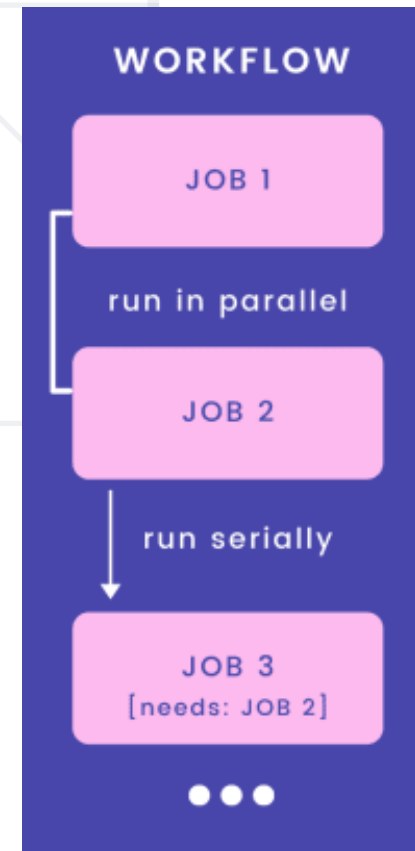 WORKFLOW
JOB 1
run in parallel
JOB 2
run serially
JOB 3
[needs: JOB 2]